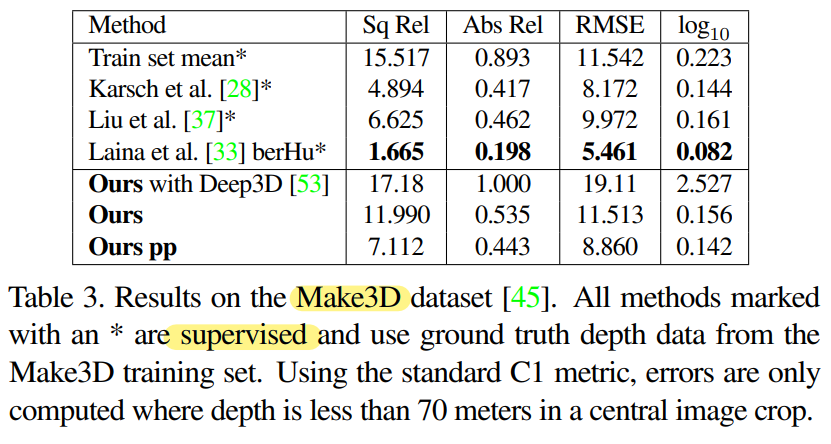 Method Sq Rel Abs Rel RMSE log10
Train set mean* 15.517 0.893 11.542 0.223
Karsch et al. [28]* 4.894 0.417 8.172 0.144
Liu et al. [37]* 6.625 0.462 9.972 0.161
Laina et al. [33] berHu* 1.665 0.198 5.461 0.082
Ours with Deep3D [53] 17.18 1.000 19.11 2.527
Ours 11.990 0.535 11.513 0.156
Ours pp 7.112 0.443 8.860 0.142
Table 3. Results on the Make3D dataset [45]. All methods marked
with an * are supervised and use ground truth depth data from the
Make3D training set. Using the standard C1 metric, errors are only
computed where depth is less than 70 meters in a central image crop.